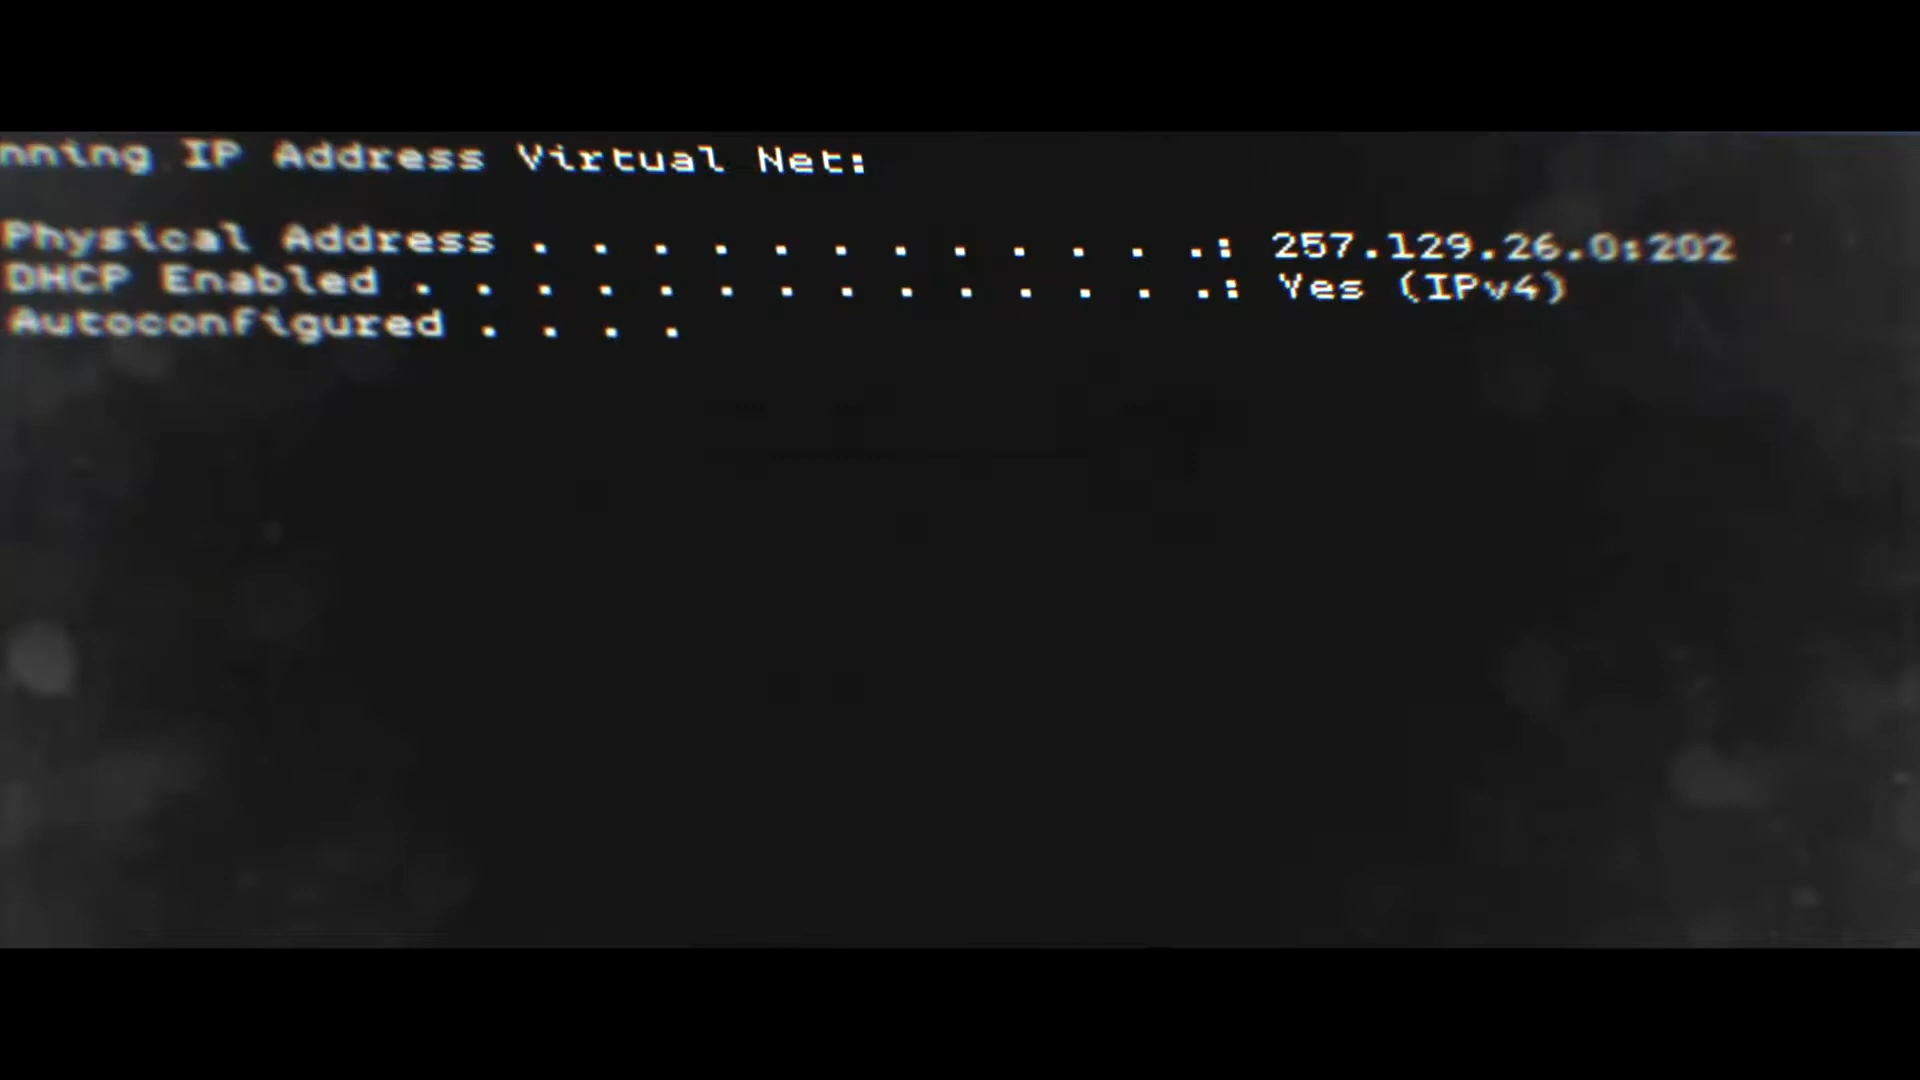 nning IP Address Virtual Net:
Physical Address . . . . . . . . . . . .: 257.129.26.0:202
DHCP Enabled . . . . . . . . . . . . . .: Yes (IPv4)
Autoconfigured . . . .